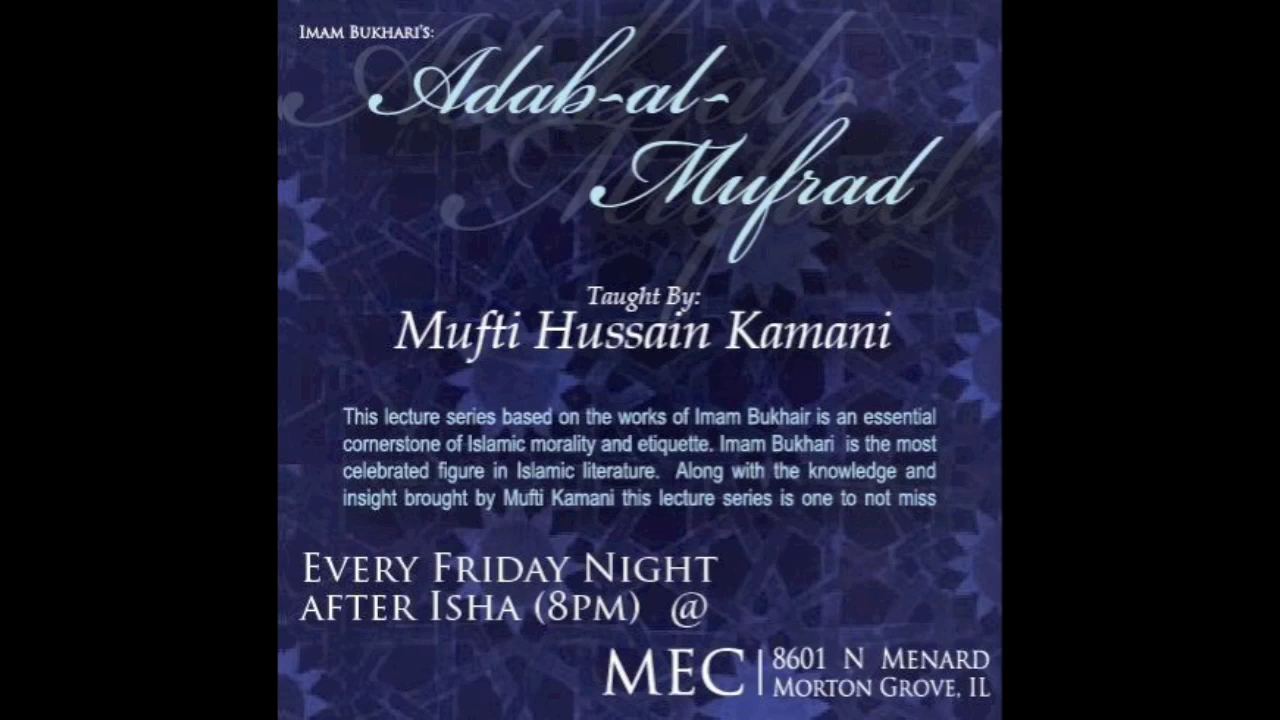 IMAM BUKHARI'S:
Adab-al-
Mufrad
Taught By:
Mufti Hussain Kamani
This lecture series based on the works of Imam Bukhair is an essential
cornerstone of Islamic morality and etiquette. Imam Bukhari is the most
celebrated figure in Islamic literature. Along with the knowledge and
insight brought by Mufti Kamani this lecture series is one to not miss
EVERY FRIDAY NIGHT
AFTER ISHA (8PM) @
MEC | 8601 N MENARD
MORTON GROVE, IL